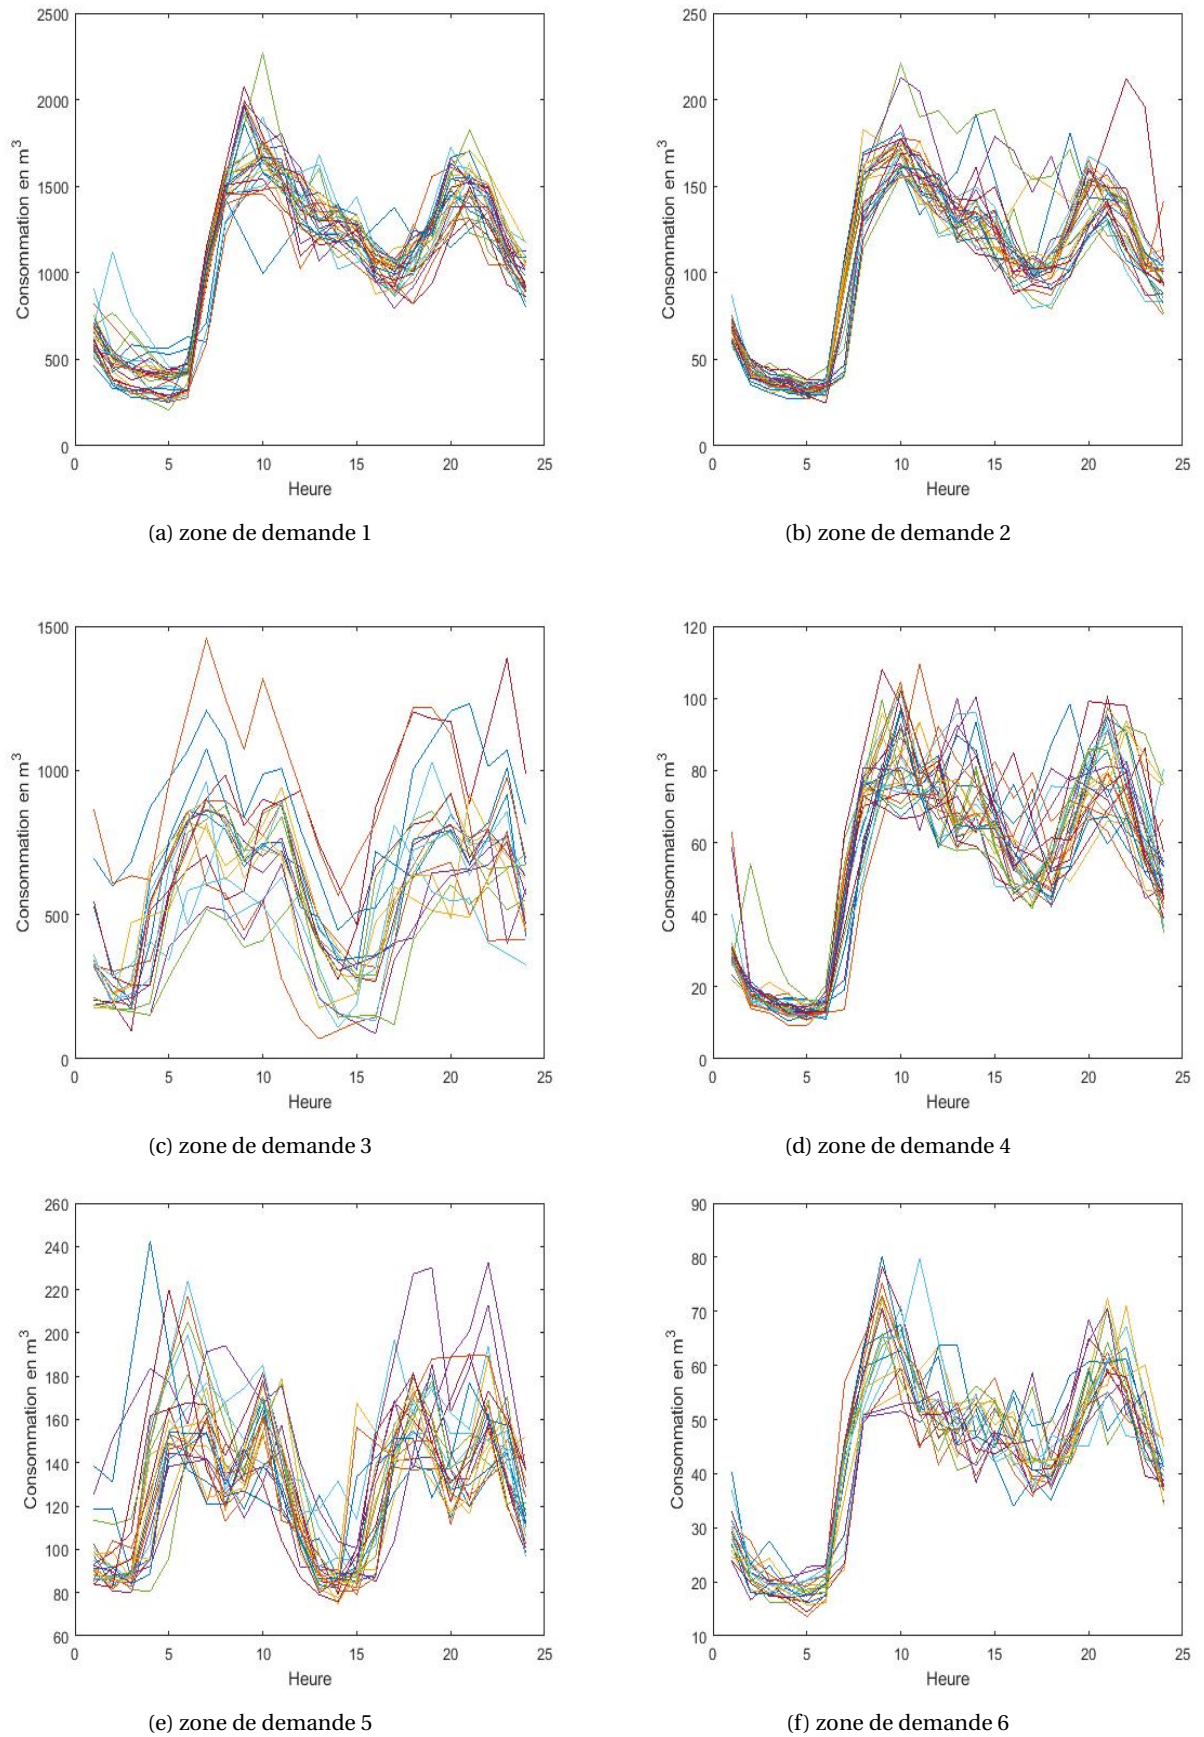 2500
2000
1500
1000
500
0
Consommation en m³
0 5 10 15 20 25
Heure
(a) zone de demande 1
250
200
150
100
50
0
Consommation en m³
0 5 10 15 20 25
Heure
(b) zone de demande 2
1500
1000
500
0
Consommation en m³
0 5 10 15 20 25
Heure
(c) zone de demande 3
120
100
80
60
40
20
0
Consommation en m³
0 5 10 15 20 25
Heure
(d) zone de demande 4
260
240
220
200
180
160
140
120
100
80
60
Consommation en m³
0 5 10 15 20 25
Heure
(e) zone de demande 5
90
80
70
60
50
40
30
20
10
Consommation en m³
0 5 10 15 20 25
Heure
(f) zone de demande 6